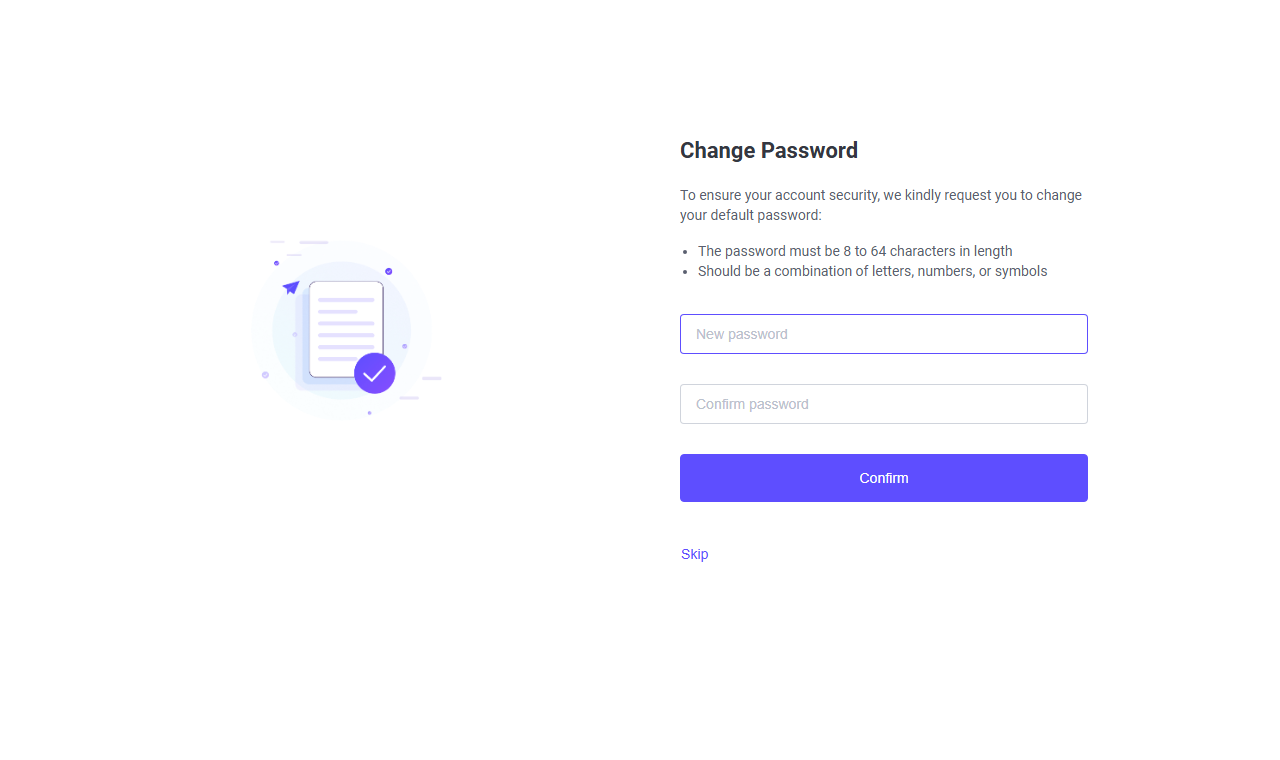 Change Password
To ensure your account security, we kindly request you to change
your default password:
• The password must be 8 to 64 characters in length
• Should be a combination of letters, numbers, or symbols
New password
Confirm password
Confirm
Skip